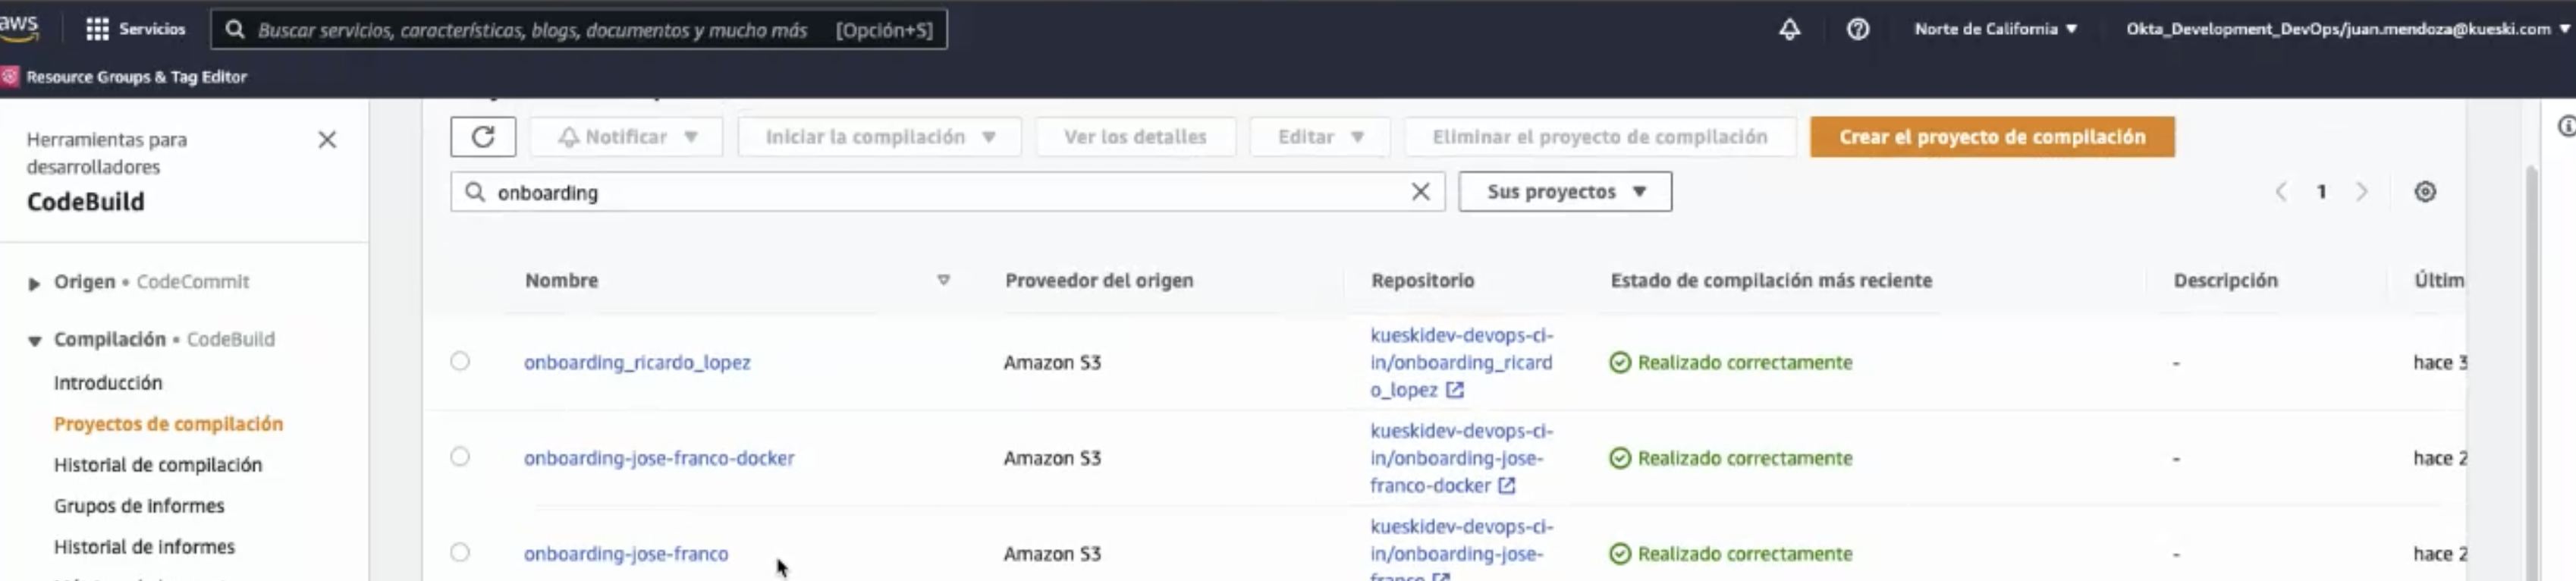 aws
Servicios
Buscar servicios, características, blogs, documentos y mucho más [Opción+S]
Norte de California
Okta_Development_DevOps/juan.mendoza@kueski.com
Resource Groups & Tag Editor
Herramientas para
desarrolladores
CodeBuild
Origen • CodeCommit
Compilación • CodeBuild
Introducción
Proyectos de compilación
Historial de compilación
Grupos de informes
Historial de informes
Notificar
Iniciar la compilación
Ver los detalles
Editar
Eliminar el proyecto de compilación
Crear el proyecto de compilación
onboarding
Sus proyectos
1
Nombre
Proveedor del origen
Repositorio
Estado de compilación más reciente
Descripción
Últim
onboarding_ricardo_lopez
Amazon S3
kueskidev-devops-ci-
in/onboarding_ricard
o_lopez
Realizado correctamente
-
hace 3
onboarding-jose-franco-docker
Amazon S3
kueskidev-devops-ci-
in/onboarding-jose-
franco-docker
Realizado correctamente
-
hace 2
onboarding-jose-franco
Amazon S3
kueskidev-devops-ci-
in/onboarding-jose-
franco
Realizado correctamente
-
hace 2